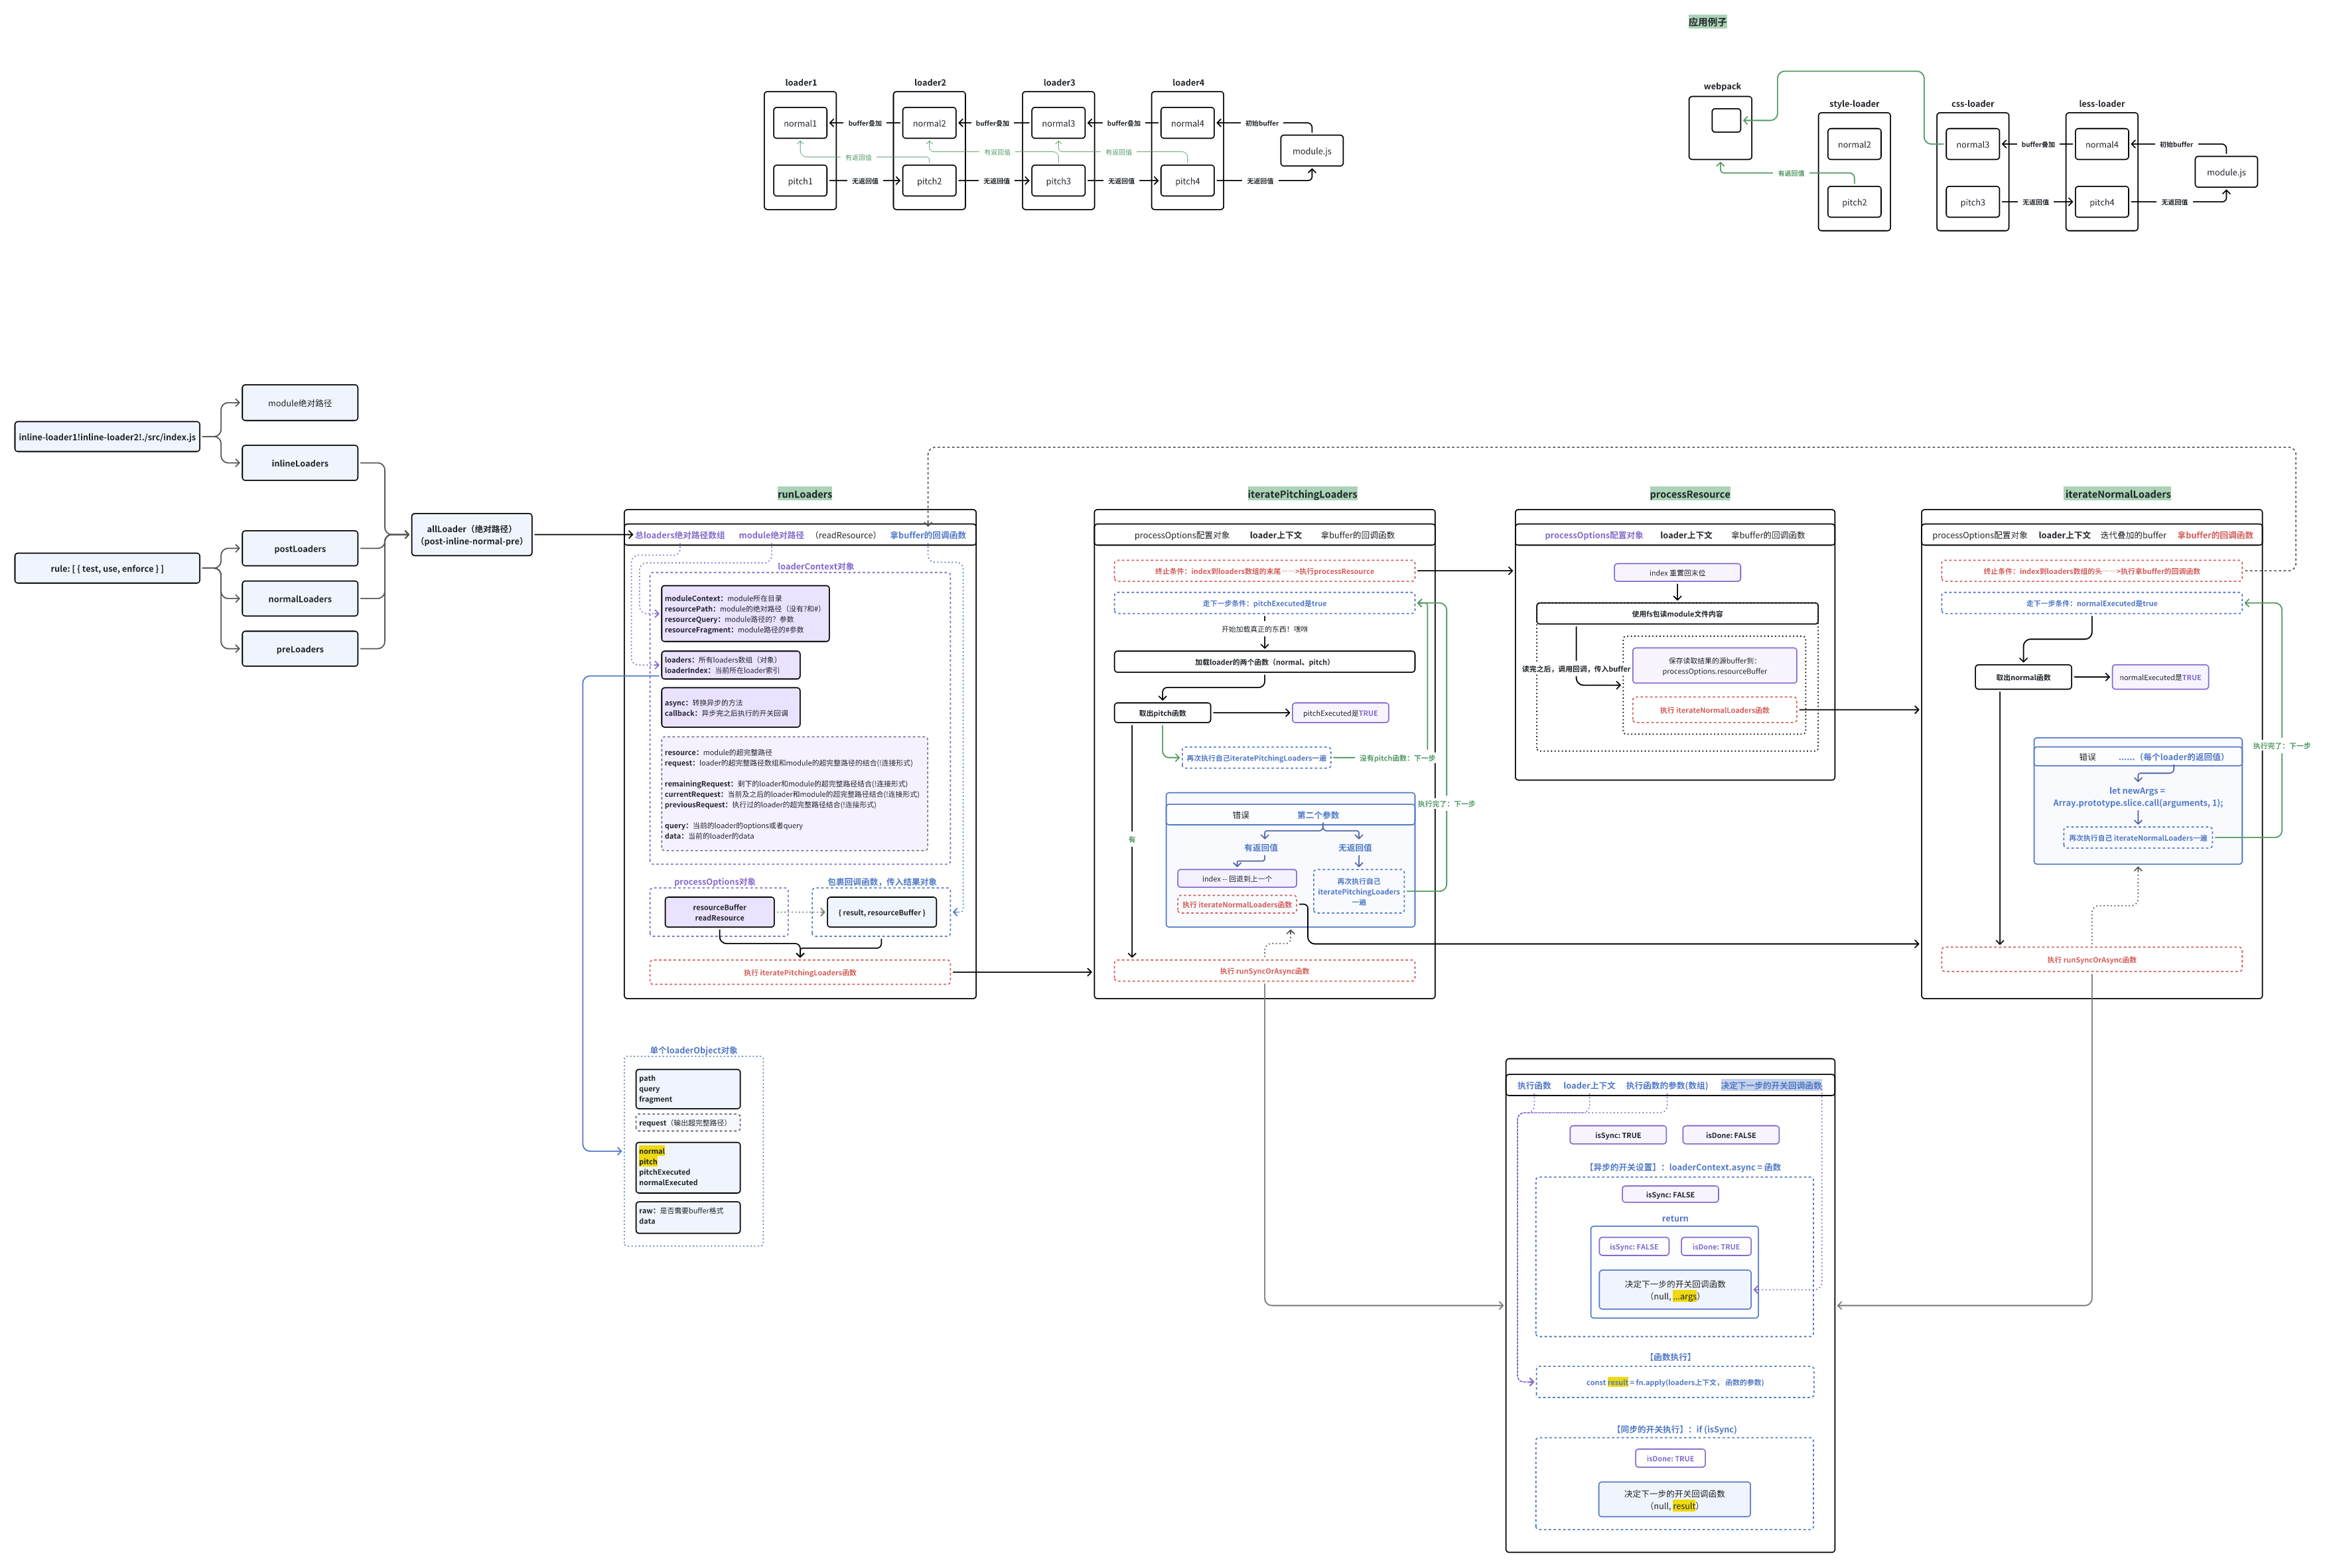 应用例子
loader1
loader2
loader3
loader4
normal1
buffer叠加
normal2
buffer叠加
normal3
buffer叠加
normal4
初始buffer
module.js
有返回值
有返回值
有返回值
pitch1
无返回值
pitch2
无返回值
pitch3
无返回值
pitch4
无返回值
webpack
style-loader
css-loader
less-loader
normal2
normal3
buffer叠加
normal4
初始buffer
module.js
有返回值
pitch2
pitch3
无返回值
pitch4
无返回值
module绝对路径
inline-loader1!inline-loader2!./src/index.js
inlineLoaders
allLoader（绝对路径）
（post-inline-normal-pre）
postLoaders
rule: [ { test, use, enforce } ]
normalLoaders
preLoaders
runLoaders
总loaders绝对路径数组 module绝对路径 （readResource） 拿buffer的回调函数
loaderContext对象
moduleContext：module所在目录
resourcePath：module的绝对路径（没有?和#）
resourceQuery：module路径的？参数
resourceFragment：module路径的#参数
loaders：所有loaders数组（对象）
loaderIndex：当前所在loader索引
async：转换异步的方法
callback：异步完之后执行的开关回调
resource：module的超完整路径
request：loader的超完整路径数组和module的超完整路径的结合(!连接形式)
remainingRequest：剩下的loader和module的超完整路径结合(!连接形式)
currentRequest：当前及之后的loader和module的超完整路径结合(!连接形式)
previousRequest：执行过的loader的超完整路径结合(!连接形式)
query：当前的loader的options或者query
data：当前的loader的data
processOptions对象
包裹回调函数，传入结果对象
resourceBuffer
readResource
{ result, resourceBuffer }
执行 iteratePitchingLoaders函数
单个loaderObject对象
path
query
fragment
request（输出超完整路径）
normal
pitch
pitchExecuted
normalExecuted
raw：是否需要buffer格式
data
iteratePitchingLoaders
processOptions配置对象 loader上下文 拿buffer的回调函数
终止条件：index到loaders数组的末尾——>执行processResource
走下一步条件：pitchExecuted是true
开始加载真正的东西！嘿咻
加载loader的两个函数（normal、pitch）
取出pitch函数
pitchExecuted是TRUE
再次执行自己iteratePitchingLoaders一遍
没有pitch函数：下一步
执行完了：下一步
错误 第二个参数
有
有返回值
无返回值
index -- 回退到上一个
执行 iterateNormalLoaders函数
再次执行自己
iteratePitchingLoaders
一遍
执行 runSyncOrAsync函数
processResource
processOptions配置对象 loader上下文 拿buffer的回调函数
index 重置回末位
使用fs包读module文件内容
读完之后，调用回调，传入buffer
保存读取结果的源buffer到：
processOptions.resourceBuffer
执行 iterateNormalLoaders函数
iterateNormalLoaders
processOptions配置对象 loader上下文 迭代叠加的buffer 拿buffer的回调函数
终止条件：index到loaders数组的头——>执行拿buffer的回调函数
走下一步条件：normalExecuted是true
取出normal函数
normalExecuted是TRUE
执行完了：下一步
错误 ......（每个loader的返回值）
let newArgs =
Array.prototype.slice.call(arguments, 1);
再次执行自己 iterateNormalLoaders一遍
执行 runSyncOrAsync函数
执行函数 loader上下文 执行函数的参数(数组) 决定下一步的开关回调函数
isSync: TRUE
isDone: FALSE
【异步的开关设置】：loaderContext.async = 函数
isSync: FALSE
return
isSync: FALSE
isDone: TRUE
决定下一步的开关回调函数
（null, ...args）
【函数执行】
const result = fn.apply(loaders上下文， 函数的参数)
【同步的开关执行】：if (isSync)
isDone: TRUE
决定下一步的开关回调函数
（null, result）